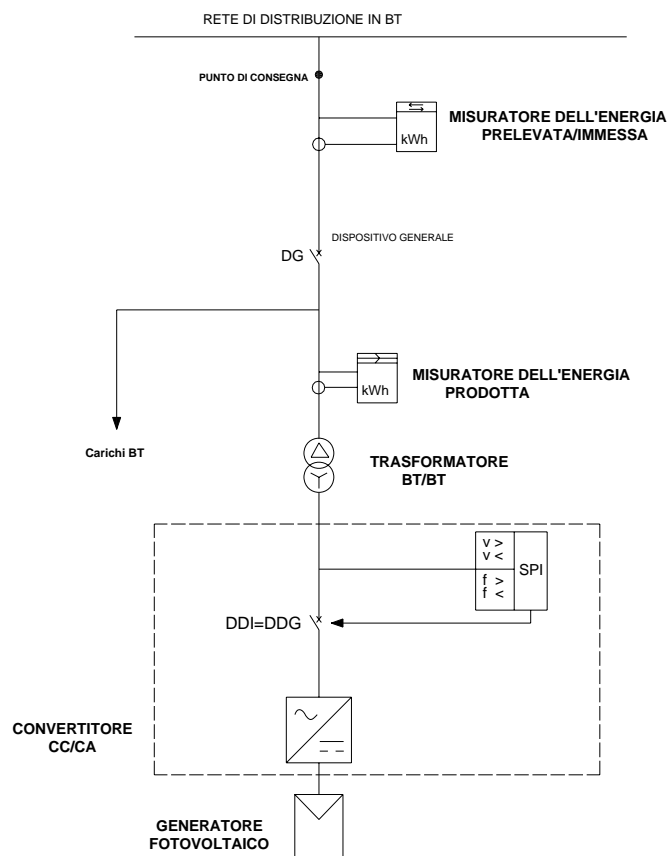 RETE DI DISTRIBUZIONE IN BT
PUNTO DI CONSEGNA
kWh
MISURATORE DELL'ENERGIA
PRELEVATA/IMMESSA
DISPOSITIVO GENERALE
DG
kWh
MISURATORE DELL'ENERGIA
PRODOTTA
Carichi BT
TRASFORMATORE
BT/BT
v >
v <
f >
f <
SPI
DDI=DDG
CONVERTITORE
CC/CA
GENERATORE
FOTOVOLTAICO